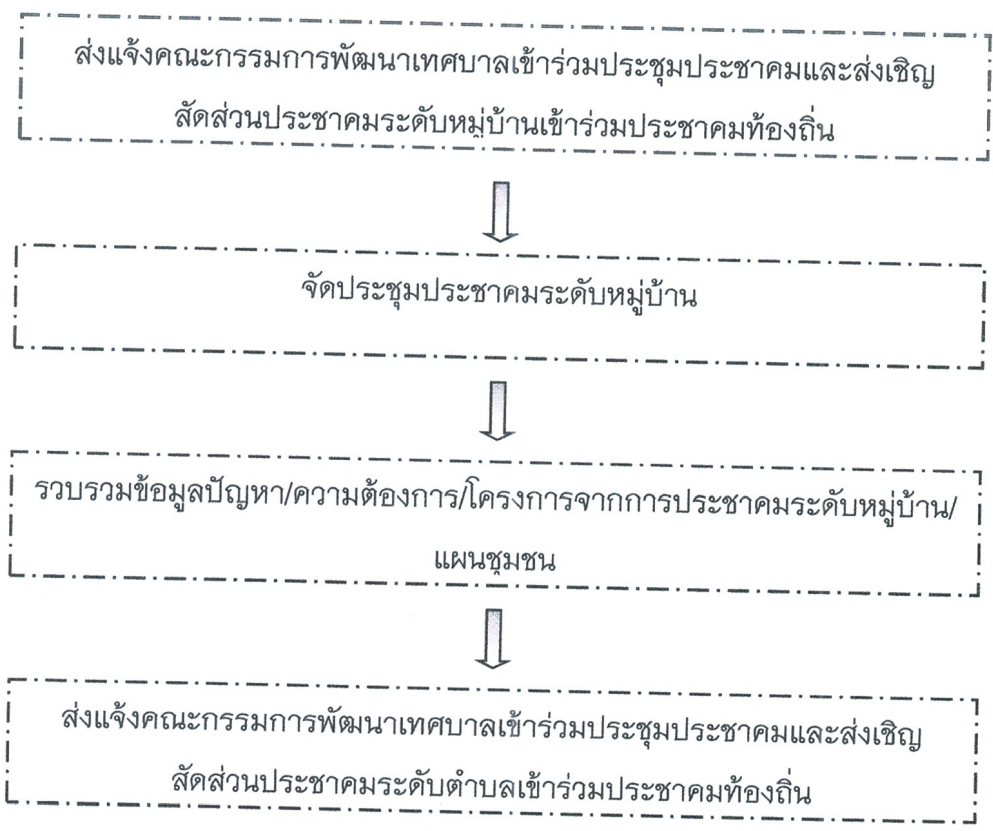 ส่งแจ้งคณะกรรมการพัฒนาเทศบาลเข้าร่วมประชุมประชาคมและส่งเชิญ
สัดส่วนประชาคมระดับหมู่บ้านเข้าร่วมประชาคมท้องถิ่น
จัดประชุมประชาคมระดับหมู่บ้าน
รวบรวมข้อมูลปัญหา/ความต้องการ/โครงการจากการประชาคมระดับหมู่บ้าน/
แผนชุมชน
ส่งแจ้งคณะกรรมการพัฒนาเทศบาลเข้าร่วมประชุมประชาคมและส่งเชิญ
สัดส่วนประชาคมระดับตำบลเข้าร่วมประชาคมท้องถิ่น